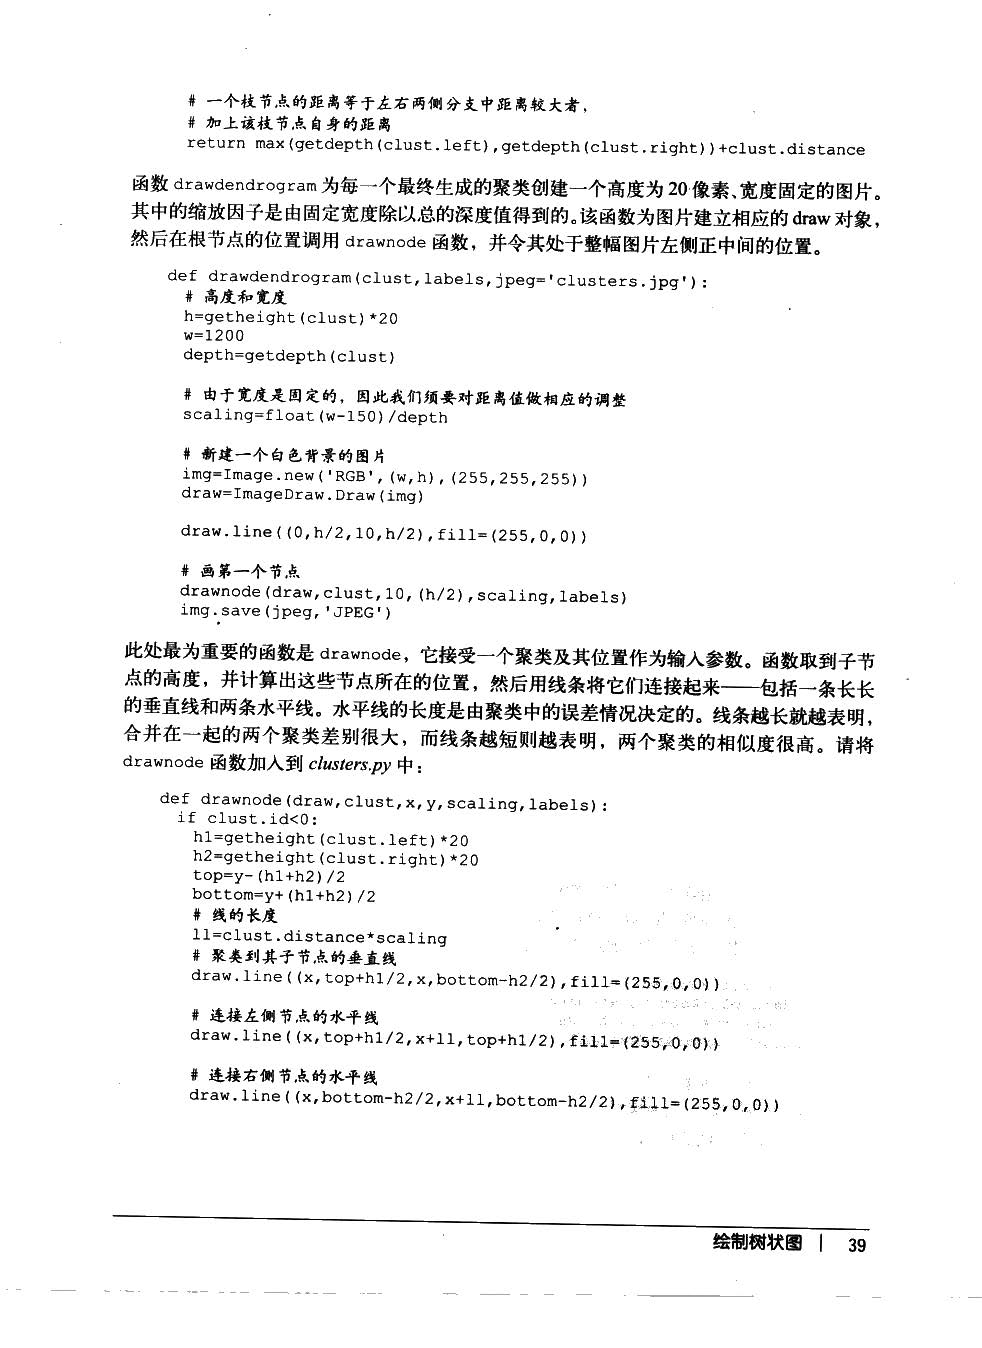 # 一个枝节点的距离等于左右两侧分支中距离较大者,
# 加上该枝节点自身的距离
return max(getdepth(clust.left),getdepth(clust.right))+clust.distance
函数 drawdendrogram 为每一个最终生成的聚类创建一个高度为 20 像素、宽度固定的图片。
其中的缩放因子是由固定宽度除以总的深度值得到的。该函数为图片建立相应的 draw 对象，
然后在根节点的位置调用 drawnode 函数，并令其处于整幅图片左侧正中间的位置。
def drawdendrogram(clust,labels,jpeg='clusters.jpg'):
# 高度和宽度
h=getheight(clust)*20
w=1200
depth=getdepth(clust)
# 由于宽度是固定的，因此我们须要对距离值做相应的调整
scaling=float(w-150)/depth
# 新建一个白色背景的图片
img=Image.new('RGB',(w,h),(255,255,255))
draw=ImageDraw.Draw(img)
draw.line((0,h/2,10,h/2),fill=(255,0,0))
# 画第一个节点
drawnode(draw,clust,10,(h/2),scaling,labels)
img.save(jpeg,'JPEG')
此处最为重要的函数是 drawnode，它接受一个聚类及其位置作为输入参数。函数取到子节
点的高度，并计算出这些节点所在的位置，然后用线条将它们连接起来——包括一条长长
的垂直线和两条水平线。水平线的长度是由聚类中的误差情况决定的。线条越长就越表明，
合并在一起的两个聚类差别很大，而线条越短则越表明，两个聚类的相似度很高。请将
drawnode 函数加入到 clusters.py 中：
def drawnode(draw,clust,x,y,scaling,labels):
if clust.id<0:
h1=getheight(clust.left)*20
h2=getheight(clust.right)*20
top=y-(h1+h2)/2
bottom=y+(h1+h2)/2
# 线的长度
ll=clust.distance*scaling
# 聚类到其子节点的垂直线
draw.line((x,top+h1/2,x,bottom-h2/2),fill=(255,0,0))
# 连接左侧节点的水平线
draw.line((x,top+h1/2,x+ll,top+h1/2),fill=(255,0,0))
# 连接右侧节点的水平线
draw.line((x,bottom-h2/2,x+ll,bottom-h2/2),fill=(255,0,0))
绘制树状图 | 39